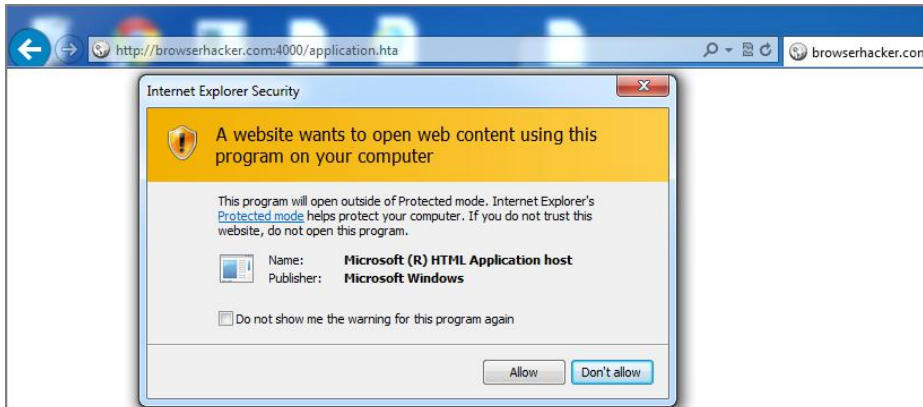 http://browserhacker.com:4000/application.hta
browserhacker.con
Internet Explorer Security
A website wants to open web content using this
program on your computer
This program will open outside of Protected mode. Internet Explorer's
Protected mode helps protect your computer. If you do not trust this
website, do not open this program.
Name: Microsoft (R) HTML Application host
Publisher: Microsoft Windows
Do not show me the warning for this program again
Allow Don't allow